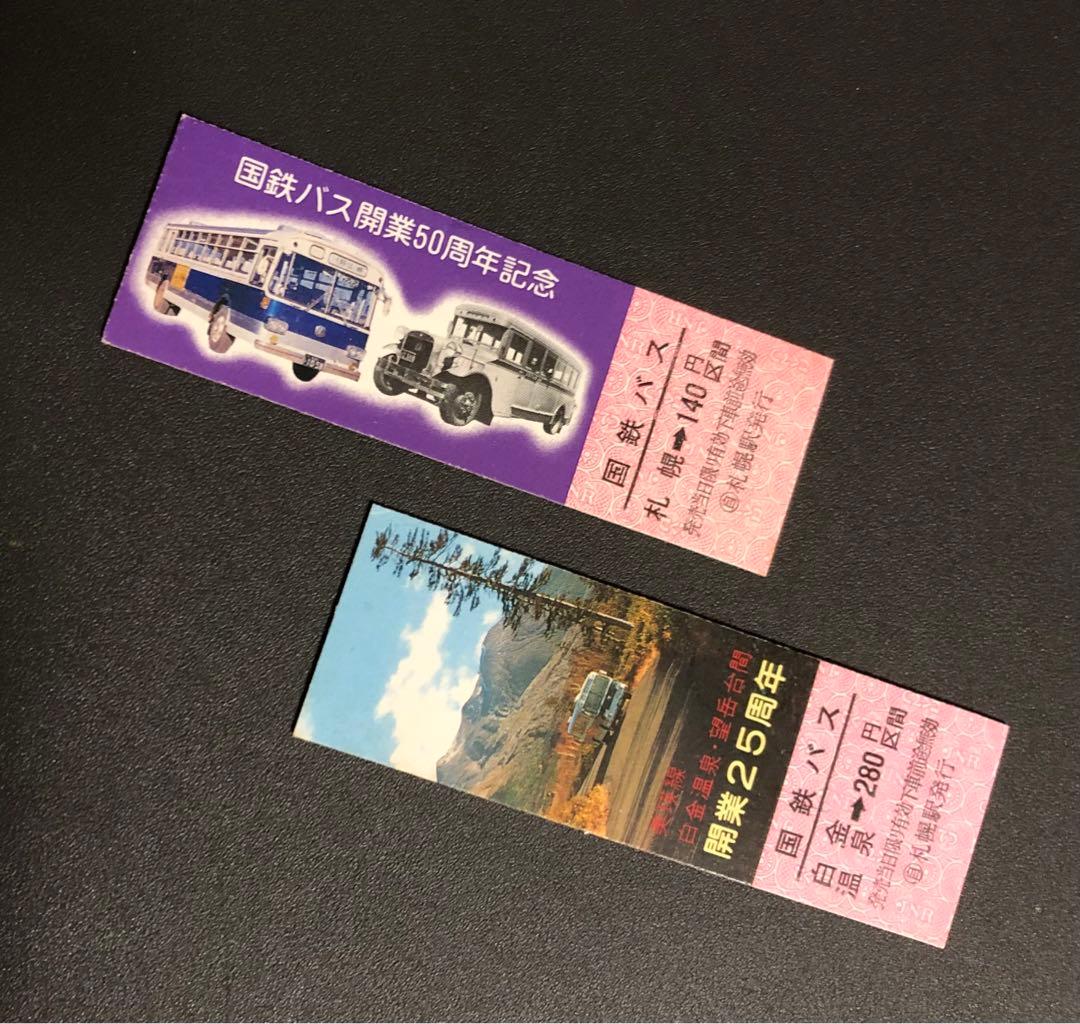 国鉄バス開業50周年記念
国鉄バス
札幌➡140円区間
発売当日限り有効下車前途無効
自札幌駅発行
美瑛線
白金温泉・望岳台間
開業25周年
国鉄バス
白金温泉➡280円区間
発売当日限り有効下車前途無効
自札幌駅発行